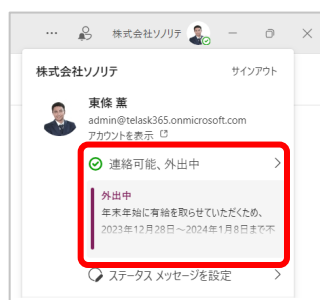 … 株式会社ソノリテ
株式会社ソノリテ サインアウト
東條 薫
admin@telask365.onmicrosoft.com
アカウントを表示
連絡可能、外出中
外出中
年末年始に有給を取らせていただくため、
2023年12月28日～2024年1月8日まで不
ステータス メッセージを設定